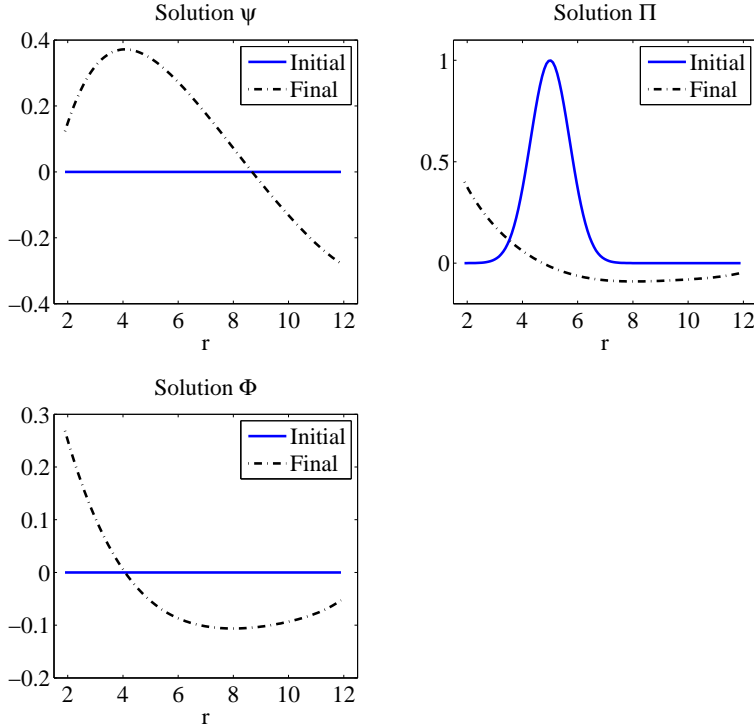 Solution ψ
0.4
0.2
0
−0.2
−0.4
2 4 6 8 10 12
r
Initial
Final
Solution Π
1
0.5
0
2 4 6 8 10 12
r
Initial
Final
Solution Φ
0.3
0.2
0.1
0
−0.1
−0.2
2 4 6 8 10 12
r
Initial
Final